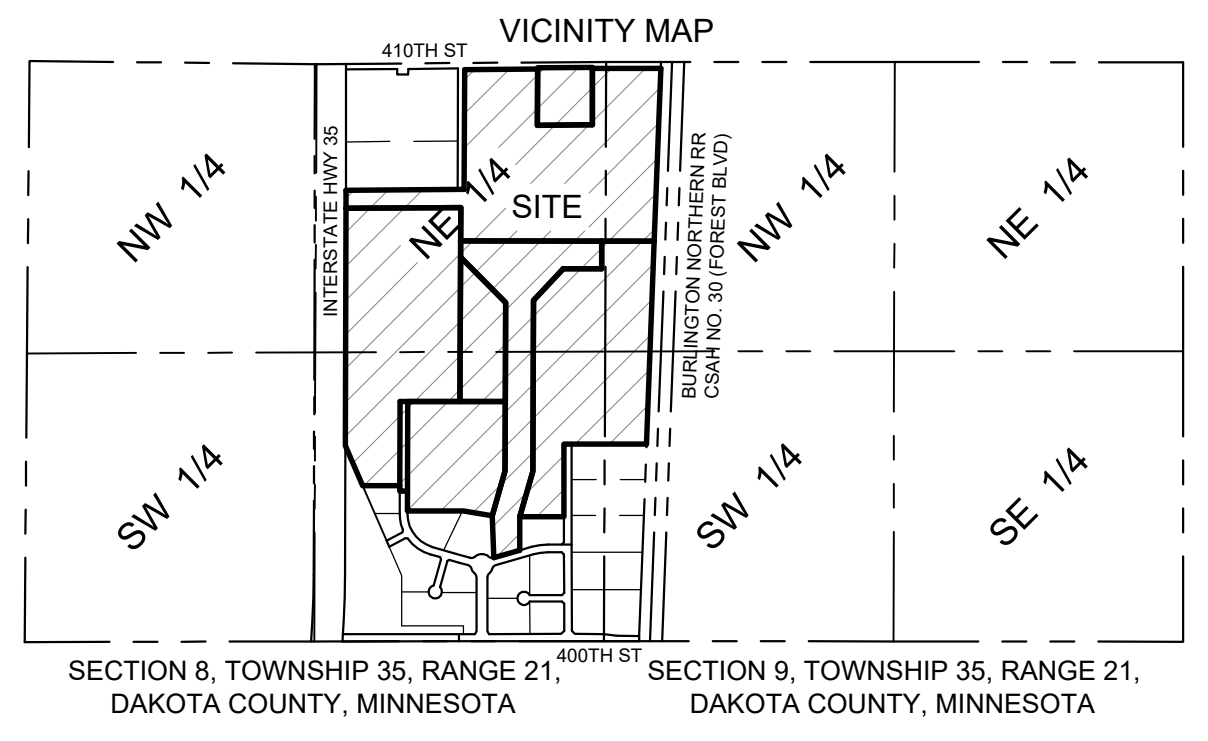 VICINITY MAP
410TH ST
INTERSTATE HWY 35
BURLINGTON NORTHERN RR
CSAH NO. 30 (FOREST BLVD)
NW 1/4
NE 1/4
SITE
NW 1/4
NE 1/4
SW 1/4
SW 1/4
SE 1/4
400TH ST
SECTION 8, TOWNSHIP 35, RANGE 21,
DAKOTA COUNTY, MINNESOTA
SECTION 9, TOWNSHIP 35, RANGE 21,
DAKOTA COUNTY, MINNESOTA